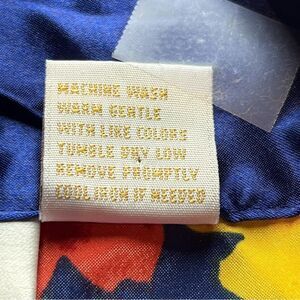 MACHINE WASH
WARM GENTLE
WITH LIKE COLORS
TUMBLE DRY LOW
REMOVE PROMPTLY
COOL IRON IF NEEDED